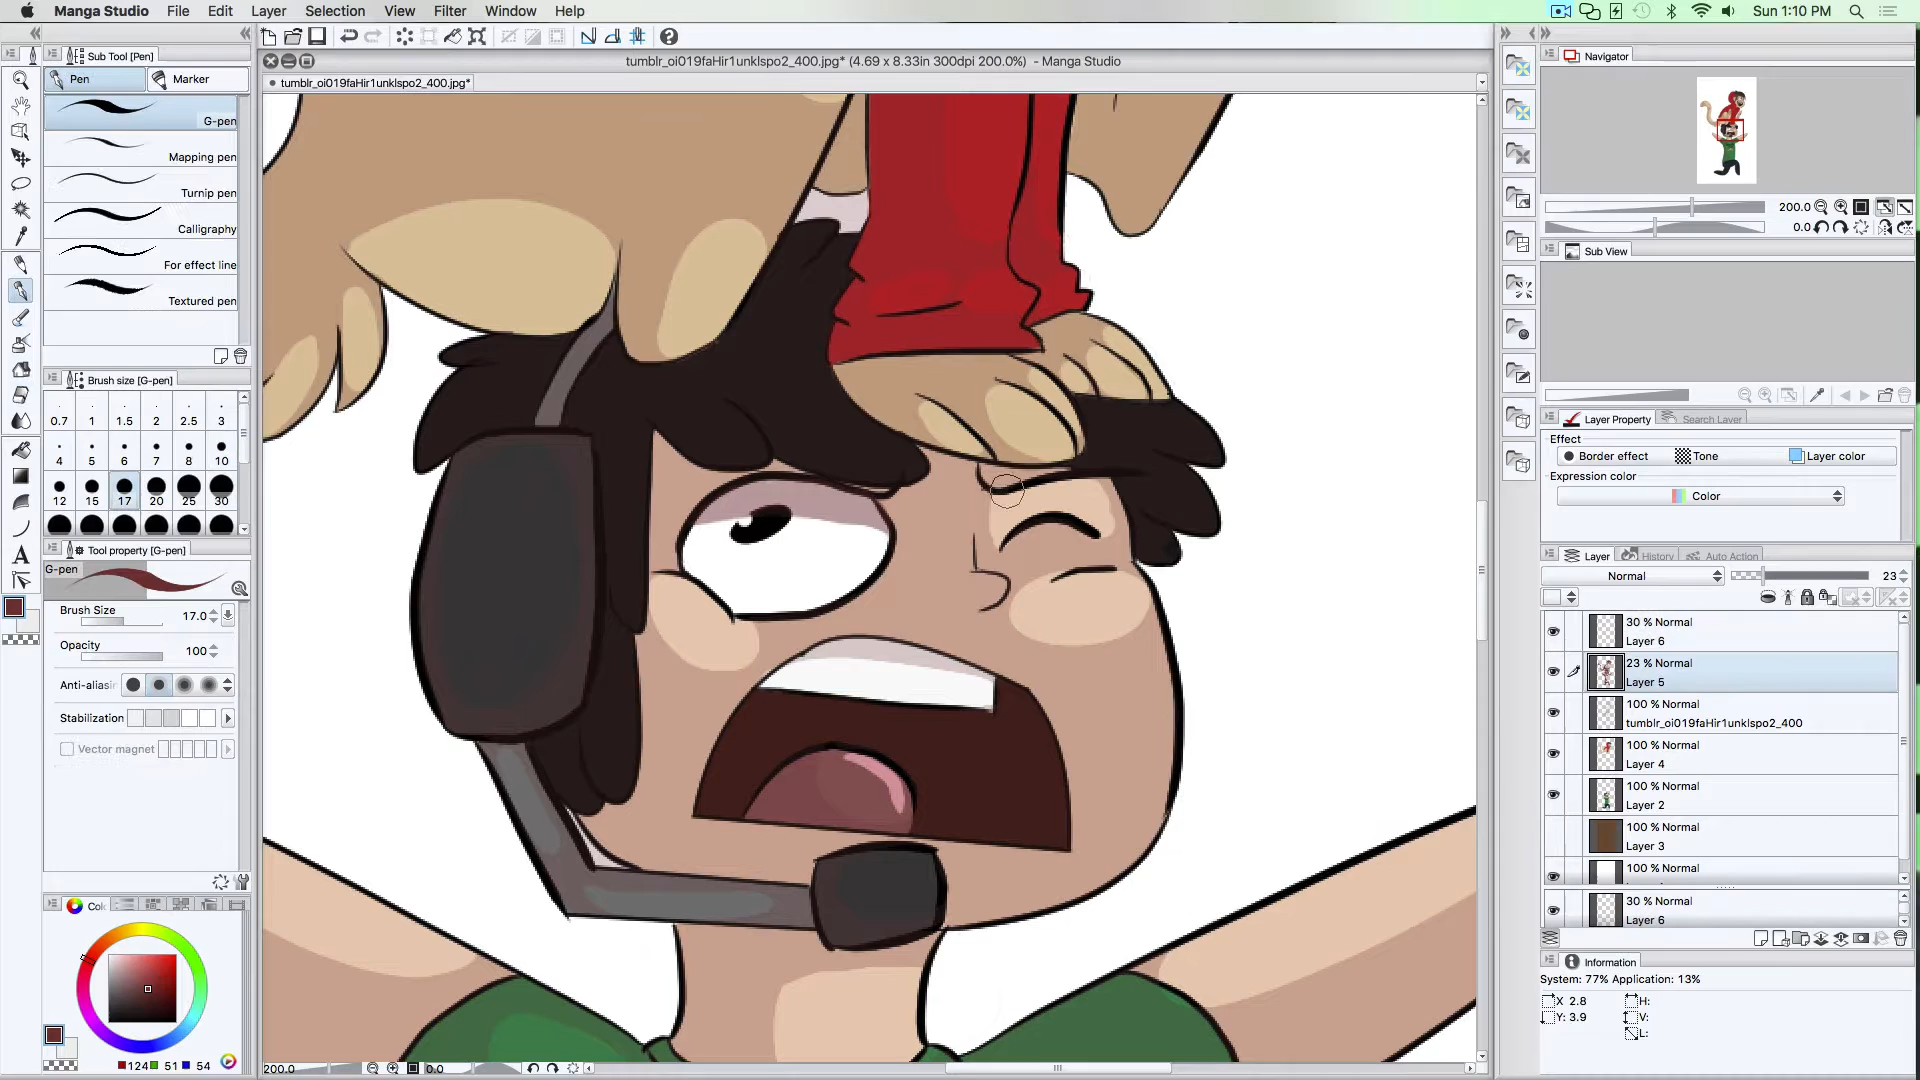 Manga Studio File Edit Layer Selection View Filter Window Help Sun 1:10 PM
tumblr_oi019faHir1unklspo2_400.jpg* (4.69 x 8.33in 300dpi 200.0%) - Manga Studio
tumblr_oi019faHir1unklspo2_400.jpg*
Sub Tool [Pen]
Pen Marker
G-pen
Mapping pen
Turnip pen
Calligraphy
For effect line
Textured pen
Brush size [G-pen]
0.7 1 1.5 2 2.5 3
4 5 6 7 8 10
12 15 17 20 25 30
Tool property [G-pen]
G-pen
Brush Size 17.0
Opacity 100
Anti-aliasin
Stabilization
Vector magnet
Col
124 51 54
200.0 0.0
Navigator
200.0
0.0
Sub View
Layer Property Search Layer
Effect
Border effect Tone Layer color
Expression color
Color
Layer History Auto Action
Normal 23
30 % Normal
Layer 6
23 % Normal
Layer 5
100 % Normal
tumblr_oi019faHir1unklspo2_400
100 % Normal
Layer 4
100 % Normal
Layer 2
100 % Normal
Layer 3
100 % Normal
30 % Normal
Layer 6
Information
System: 77% Application: 13%
X 2.8 H:
Y: 3.9 V:
L: